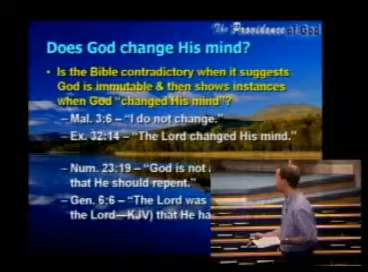 The Providence of God
Does God change His mind?
• Is the Bible contradictory when it suggests
God is immutable & then shows instances
when God “changed His mind”?
– Mal. 3:6 – “I do not change.”
– Ex. 32:14 – “The Lord changed His mind.”
– Num. 23:19 – “God is not
that He should repent.”
– Gen. 6:6 – “The Lord was
the Lord—KJV) that He ha